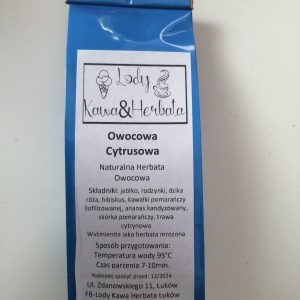 Lody
Kawa&Herbata
Owocowa
Cytrusowa
Naturalna Herbata
Owocowa
Składniki: jabłko, rodzynki, dzika
róża, hibiskus, kawałki pomarańczy
liofilizowanej, ananas kandyzowany,
skórka pomarańczy, trawa
cytrynowa
Wyśmienita jako herbata mrożona
Sposób przygotowania:
Temperatura wody 95°C
Czas parzenia 7-10min.
Najlepiej spożyć przed: 12/2024
Ul. Zdanowskiego 11, Łuków
FB-Lody Kawa Herbata Łuków